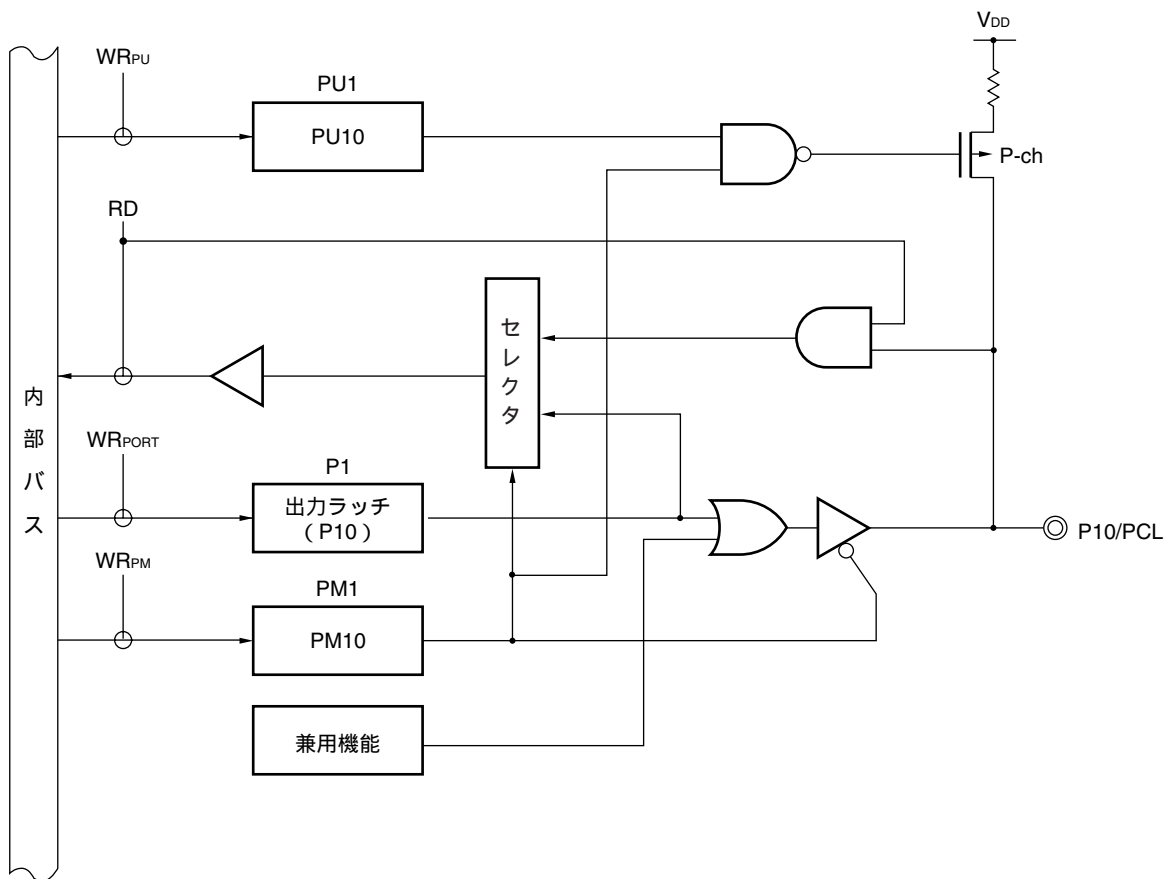 VDD
WRPU
PU1
PU10
P-ch
RD
セレクタ
内部バス
WRPORT
P1
出力ラッチ
（P10）
P10/PCL
WRPM
PM1
PM10
兼用機能